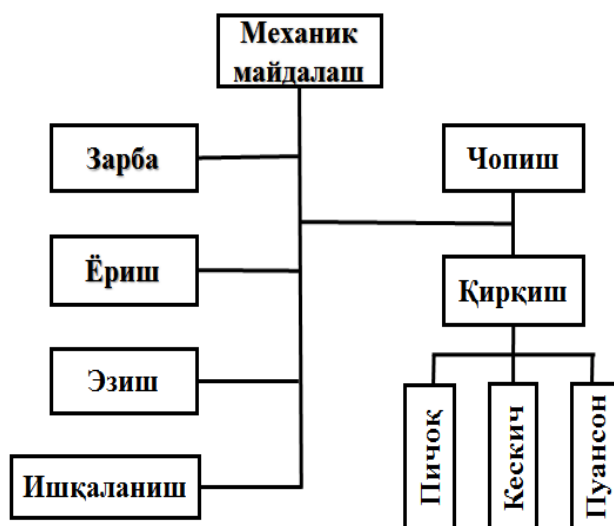 Механик
майдалаш
Зарба
Чопиш
Ёриш
Қирқиш
Эзиш
Ишқаланиш
Пичоқ
Кескич
Пуансон